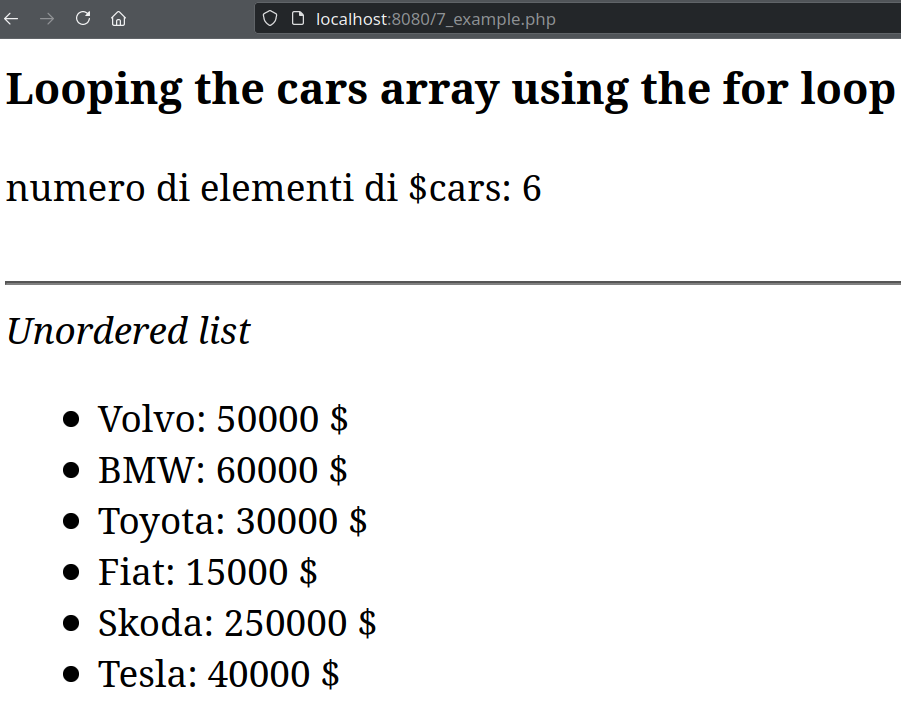 localhost:8080/7_example.php
Looping the cars array using the for loop
numero di elementi di $cars: 6
Unordered list
Volvo: 50000 $
BMW: 60000 $
Toyota: 30000 $
Fiat: 15000 $
Skoda: 250000 $
Tesla: 40000 $